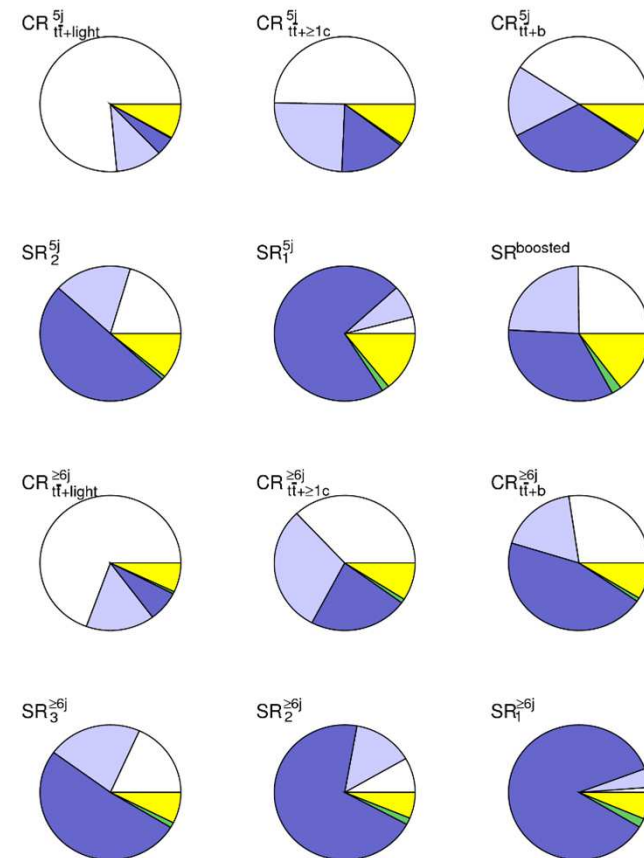 CR^{5j}_{tt̄+light} CR^{5j}_{tt̄+≥1c} CR^{5j}_{tt̄+b}
SR^{5j}_{2} SR^{5j}_{1} SR^{boosted}
CR^{≥6j}_{tt̄+light} CR^{≥6j}_{tt̄+≥1c} CR^{≥6j}_{tt̄+b}
SR^{≥6j}_{3} SR^{≥6j}_{2} SR^{≥6j}_{1}